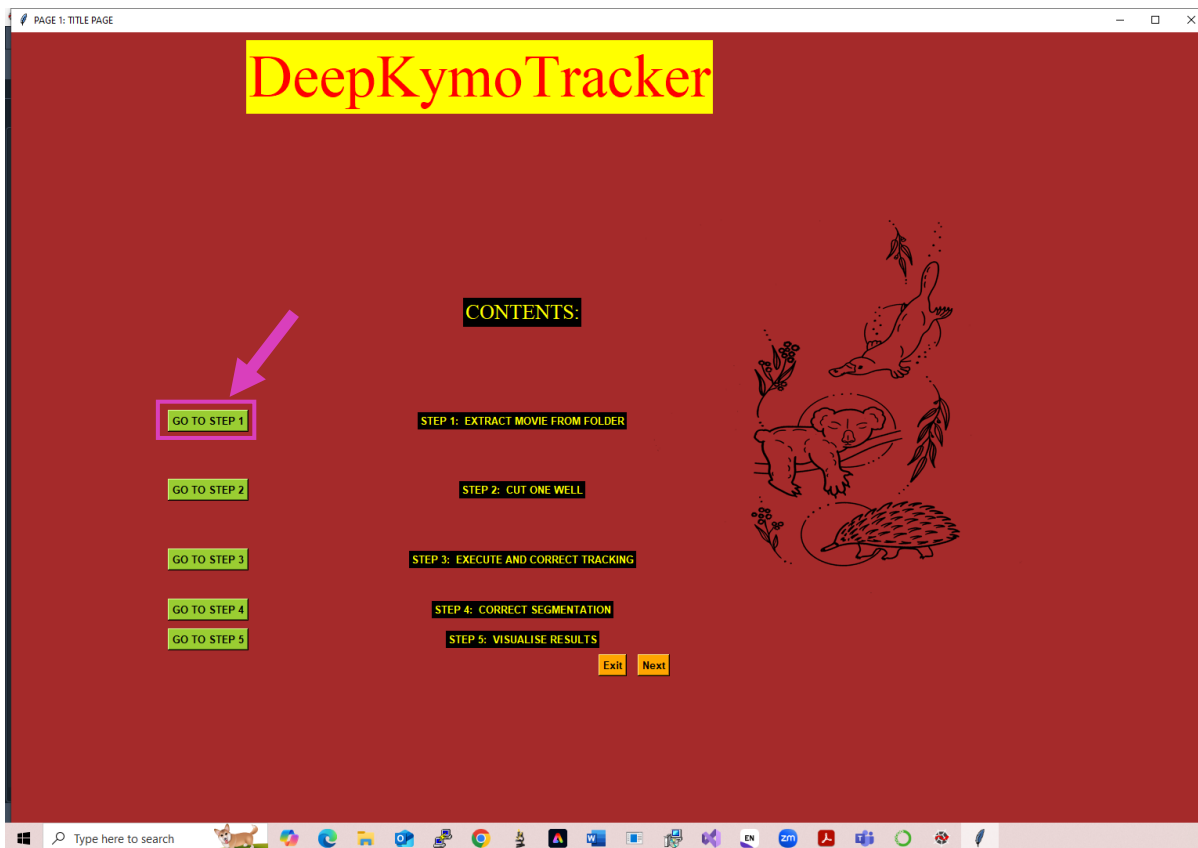 PAGE 1: TITLE PAGE
DeepKymoTracker
CONTENTS:
GO TO STEP 1 STEP 1: EXTRACT MOVIE FROM FOLDER
GO TO STEP 2 STEP 2: CUT ONE WELL
GO TO STEP 3 STEP 3: EXECUTE AND CORRECT TRACKING
GO TO STEP 4 STEP 4: CORRECT SEGMENTATION
GO TO STEP 5 STEP 5: VISUALISE RESULTS
Exit Next
Type here to search EN zm